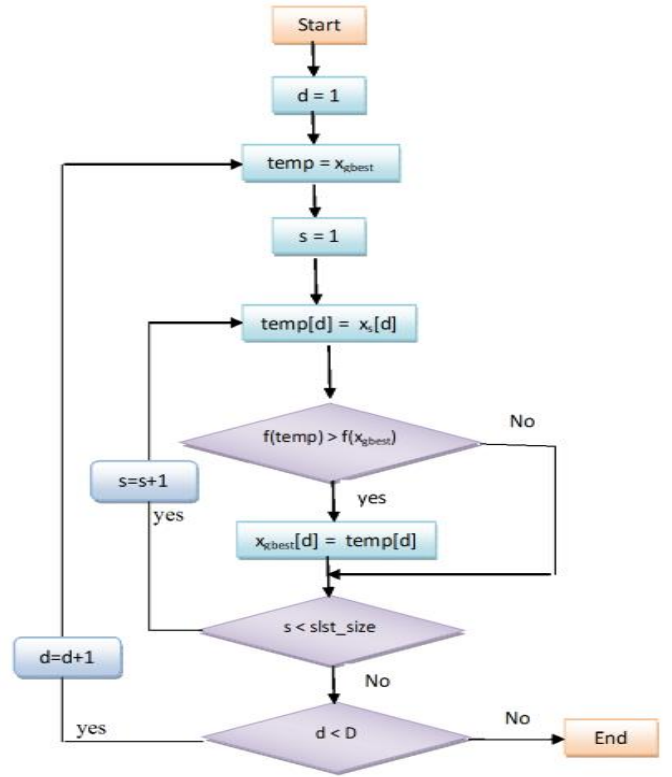 Start
d = 1
temp = xgbest
s = 1
temp[d] = xs[d]
f(temp) > f(xgbest)
No
s=s+1
yes
yes
xgbest[d] = temp[d]
s < slst_size
d=d+1
No
yes
d < D
No
End